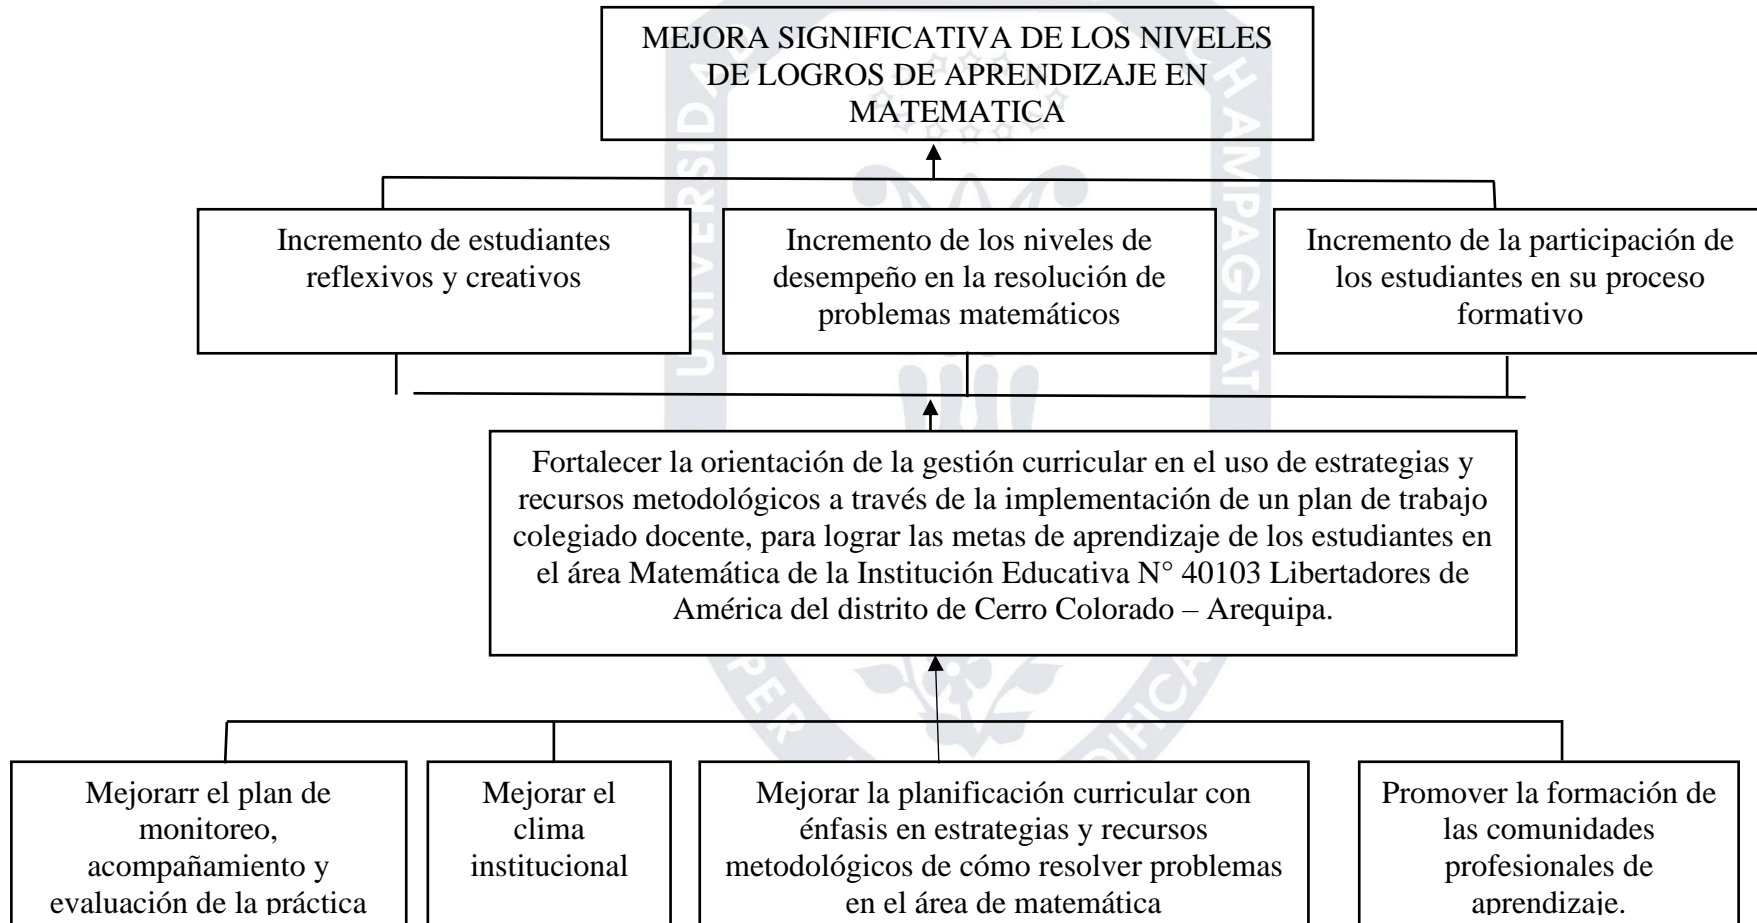 MEJORA SIGNIFICATIVA DE LOS NIVELES
DE LOGROS DE APRENDIZAJE EN
MATEMATICA
Incremento de estudiantes
reflexivos y creativos
Incremento de los niveles de
desempeño en la resolución de
problemas matemáticos
Incremento de la participación de
los estudiantes en su proceso
formativo
Fortalecer la orientación de la gestión curricular en el uso de estrategias y
recursos metodológicos a través de la implementación de un plan de trabajo
colegiado docente, para lograr las metas de aprendizaje de los estudiantes en
el área Matemática de la Institución Educativa N° 40103 Libertadores de
América del distrito de Cerro Colorado – Arequipa.
Mejorarr el plan de
monitoreo,
acompañamiento y
evaluación de la práctica
Mejorar el
clima
institucional
Mejorar la planificación curricular con
énfasis en estrategias y recursos
metodológicos de cómo resolver problemas
en el área de matemática
Promover la formación de
las comunidades
profesionales de
aprendizaje.
UNIVERSIDAD
CHAMPAGNAT
PER